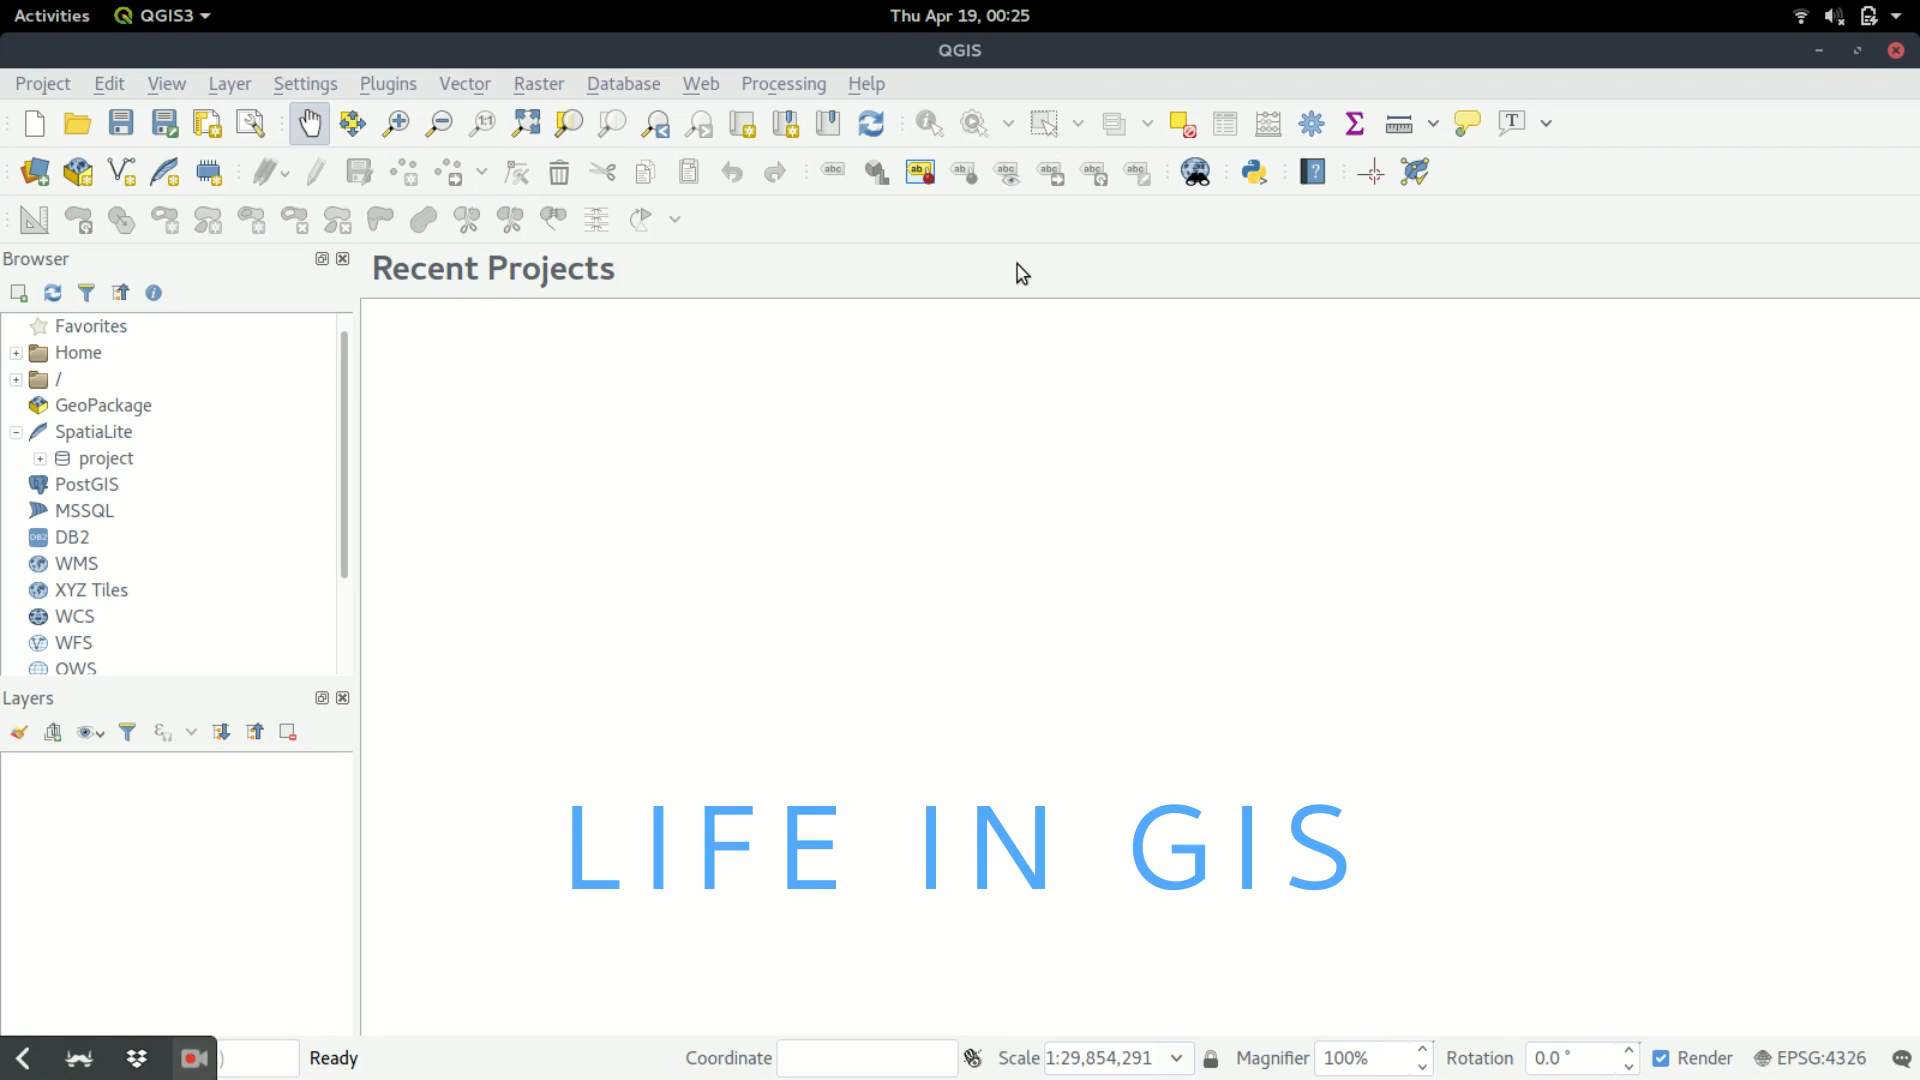 Activities QGIS3 Thu Apr 19, 00:25
QGIS
Project Edit View Layer Settings Plugins Vector Raster Database Web Processing Help
Browser
Recent Projects
Favorites
Home
/
GeoPackage
SpatiaLite
project
PostGIS
MSSQL
DB2
WMS
XYZ Tiles
WCS
WFS
OWS
Layers
LIFE IN GIS
Ready Coordinate Scale 1:29,854,291 Magnifier 100% Rotation 0.0 ° Render EPSG:4326